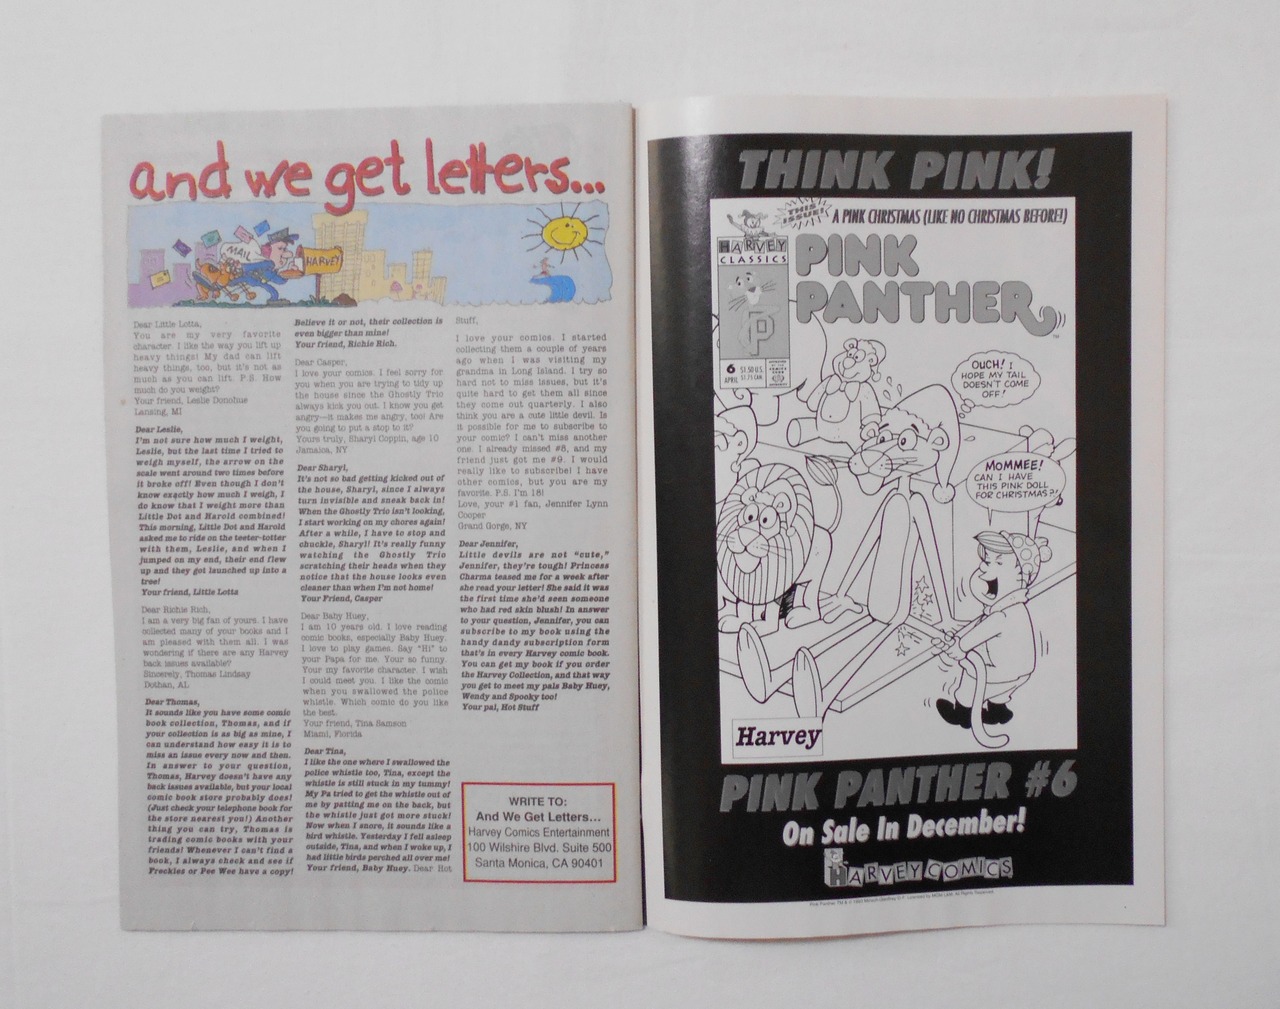 and we get letters...
MAIL
HARVEY
Dear Little Lotta,
You are my very favorite
character. I like the way you lift up
heavy things! My dad can lift
heavy things, too, but it's not as
much as you can lift. P.S. How
much do you weight?
Your friend, Leslie Donohue
Lansing, MI
Dear Leslie,
I'm not sure how much I weight,
Leslie, but the last time I tried to
weigh myself, the arrow on the
scale went around two times before
it broke off! Even though I don't
know exactly how much I weigh, I
do know that I weight more than
Little Dot and Harold combined!
This morning, Little Dot and Harold
asked me to ride on the teeter-totter
with them, Leslie, and when I
jumped on my end, their end flew
up and they got launched up into a
tree!
Your friend, Little Lotta
Dear Richie Rich,
I am a very big fan of yours. I have
collected many of your books and I
am pleased with them all. I was
wondering if there are any Harvey
back issues available?
Sincerely, Thomas Lindsay
Dothan, AL
Dear Thomas,
It sounds like you have some comic
book collection, Thomas, and if
your collection is as big as mine, I
can understand how easy it is to
miss an issue every now and then.
In answer to your question,
Thomas, Harvey doesn't have any
back issues available, but your local
comic book store probably does!
(Just check your telephone book for
the store nearest you!) Another
thing you can try, Thomas is
trading comic books with your
friends! Whenever I can't find a
book, I always check and see if
Freckles or Pee Wee have a copy!
Believe it or not, their collection is
even bigger than mine!
Your friend, Richie Rich.
Dear Casper,
I love your comics. I feel sorry for
you when you are trying to tidy up
the house since the Ghostly Trio
always kick you out. I know you get
angry—it makes me angry, too! Are
you going to put a stop to it?
Yours truly, Sharyl Coppin, age 10
Jamaica, NY
Dear Sharyl,
It's not so bad getting kicked out of
the house, Sharyl, since I always
turn invisible and sneak back in!
When the Ghostly Trio isn't looking,
I start working on my chores again!
After a while, I have to stop and
chuckle, Sharyl! It's really funny
watching the Ghostly Trio
scratching their heads when they
notice that the house looks even
cleaner than when I'm not home!
Your Friend, Casper
Dear Baby Huey,
I am 10 years old. I love reading
comic books, especially Baby Huey.
I love to play games. Say "Hi" to
your Papa for me. Your so funny.
Your my favorite character. I wish
I could meet you. I like the comic
when you swallowed the police
whistle. Which comic do you like
the best.
Your friend, Tina Samson
Miami, Florida
Dear Tina,
I like the one where I swallowed the
police whistle too, Tina, except the
whistle is still stuck in my tummy!
My Pa tried to get the whistle out of
me by patting me on the back, but
the whistle just got more stuck!
Now when I snore, it sounds like a
bird whistle. Yesterday I fell asleep
outside, Tina, and when I woke up, I
had little birds perched all over me!
Your friend, Baby Huey. Dear Hot
Stuff,
I love your comics. I started
collecting them a couple of years
ago when I was visiting my
grandma in Long Island. I try so
hard not to miss issues, but it's
quite hard to get them all since
they come out quarterly. I also
think you are a cute little devil. Is
it possible for me to subscribe to
your comic? I can't miss another
one. I already missed #8, and my
friend just got me #9. I would
really like to subscribe! I have
other comics, but you are my
favorite. P.S. I'm 18!
Love, your #1 fan, Jennifer Lynn
Cooper
Grand Gorge, NY
Dear Jennifer,
Little devils are not "cute,"
Jennifer, they're tough! Princess
Charma teased me for a week after
she read your letter! She said it was
the first time she'd seen someone
who had red skin blush! In answer
to your question, Jennifer, you can
subscribe to my book using the
handy dandy subscription form
that's in every Harvey comic book.
You can get my book if you order
the Harvey Collection, and that way
you get to meet my pals Baby Huey,
Wendy and Spooky too!
Your pal, Hot Stuff
WRITE TO:
And We Get Letters...
Harvey Comics Entertainment
100 Wilshire Blvd. Suite 500
Santa Monica, CA 90401
THINK PINK!
THIS ISSUE!
A PINK CHRISTMAS (LIKE NO CHRISTMAS BEFORE!)
HARVEY
CLASSICS
PINK
PANTHER
TM
P
6
APRIL
$1.50 U.S.
$1.75 CAN.
OUCH! I
HOPE MY TAIL
DOESN'T COME
OFF!
MOMMEE!
CAN I HAVE
THIS PINK DOLL
FOR CHRISTMAS?!
Harvey
PINK PANTHER #6
On Sale In December!
HARVEY COMICS